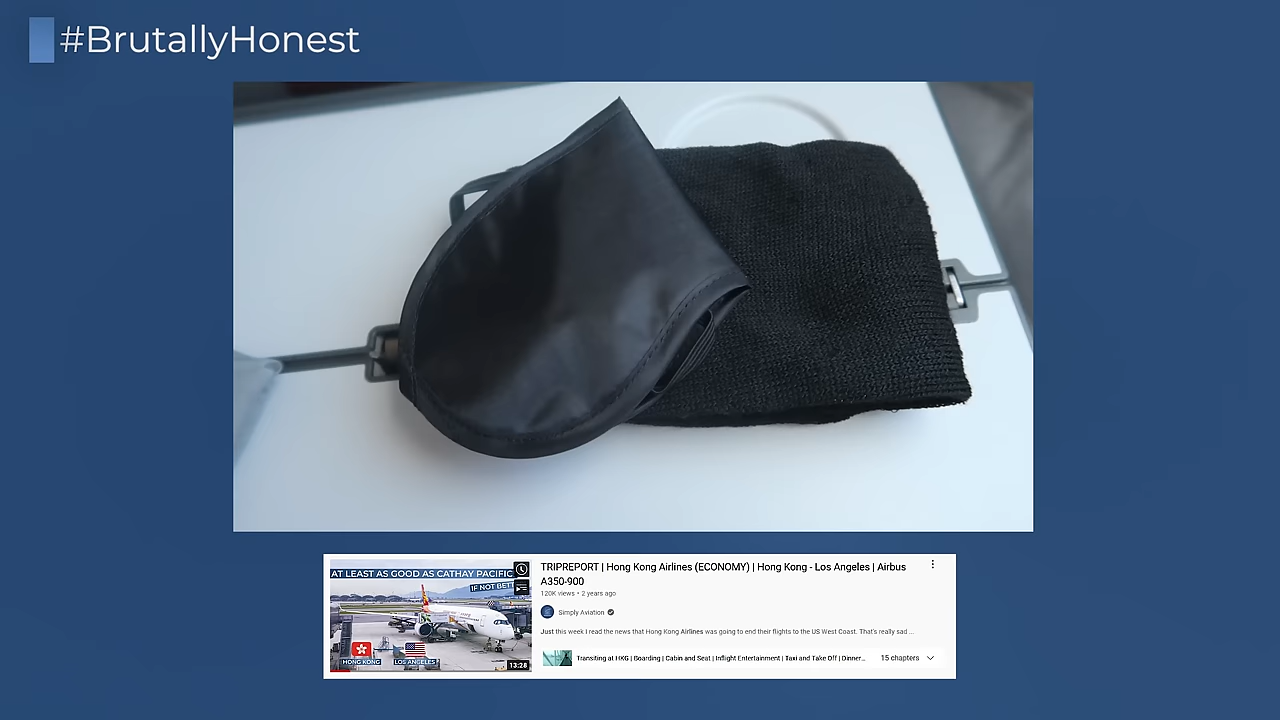 #BrutallyHonest
AT LEAST AS GOOD AS CATHAY PACIFIC
IF NOT BETT
HONG KONG
LOS ANGELES
13:28
TRIPREPORT | Hong Kong Airlines (ECONOMY) | Hong Kong - Los Angeles | Airbus
A350-900
120K views • 2 years ago
Simply Aviation
Just this week I read the news that Hong Kong Airlines was going to end their flights to the US West Coast. That's really sad ...
Transiting at HKG | Boarding | Cabin and Seat | Inflight Entertainment | Taxi and Take Off | Dinner...
15 chapters